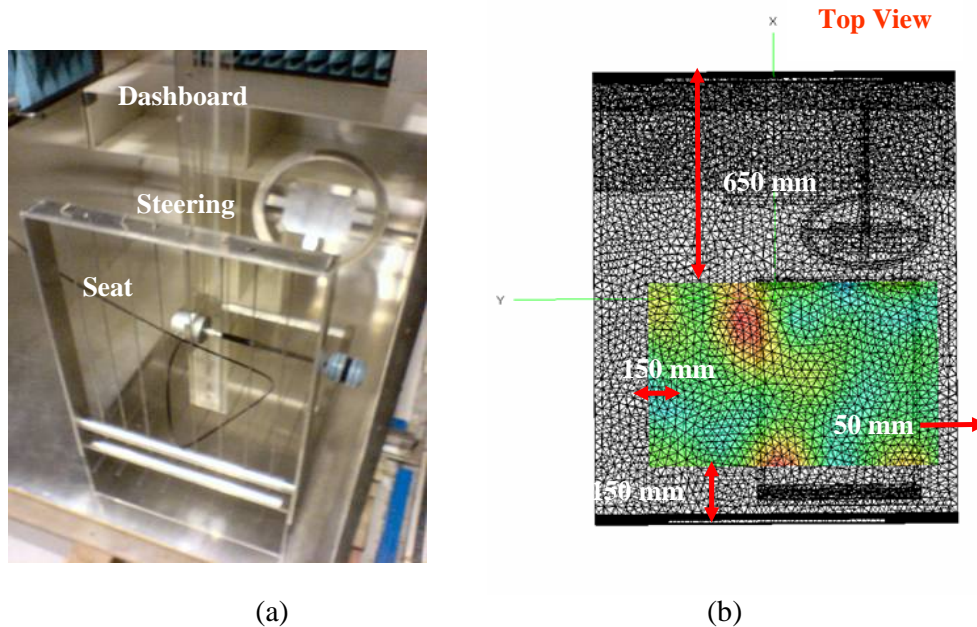 Dashboard
Steering
Seat
(a)
Top View
X
650 mm
Y
150 mm
50 mm
150 mm
(b)